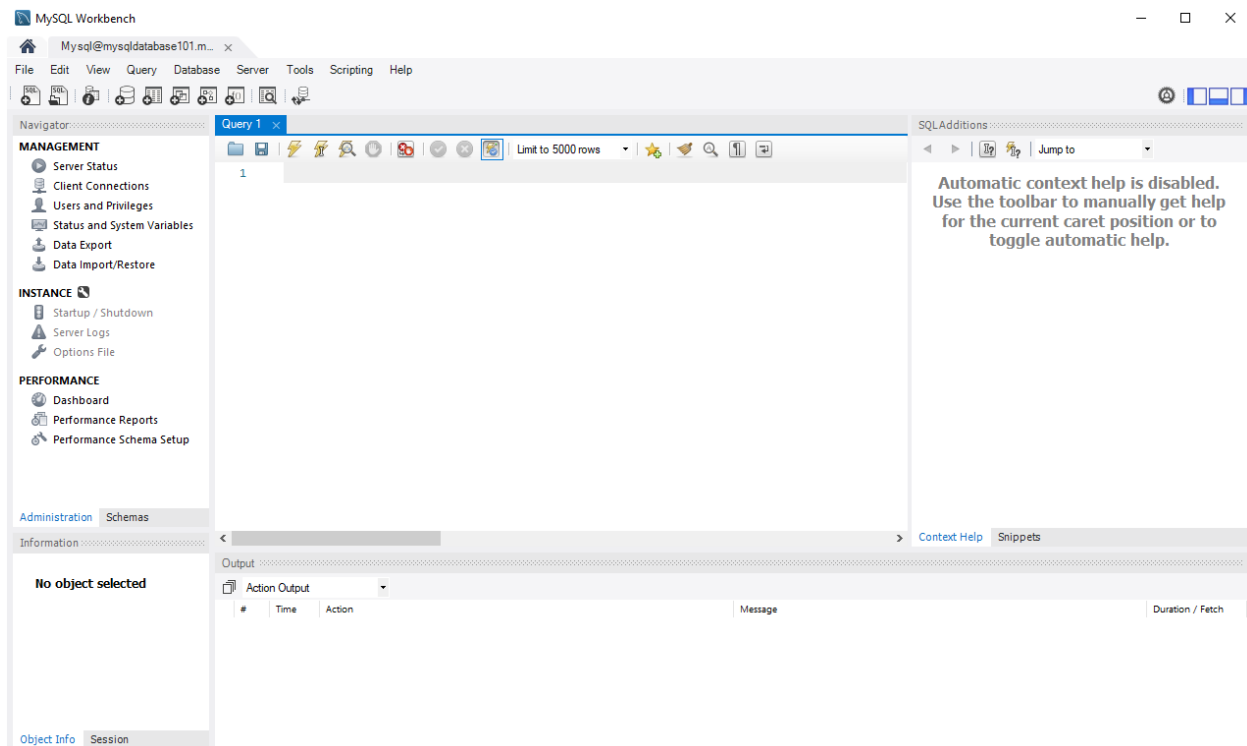 MySQL Workbench
Mysql@mysqldatabase101.m...
File Edit View Query Database Server Tools Scripting Help
Navigator
MANAGEMENT
Server Status
Client Connections
Users and Privileges
Status and System Variables
Data Export
Data Import/Restore
INSTANCE
Startup / Shutdown
Server Logs
Options File
PERFORMANCE
Dashboard
Performance Reports
Performance Schema Setup
Administration Schemas
Information
No object selected
Object Info Session
Query 1
Limit to 5000 rows
1
SQLAdditions
Jump to
Automatic context help is disabled.
Use the toolbar to manually get help
for the current caret position or to
toggle automatic help.
Context Help Snippets
Output
Action Output
# Time Action Message Duration / Fetch